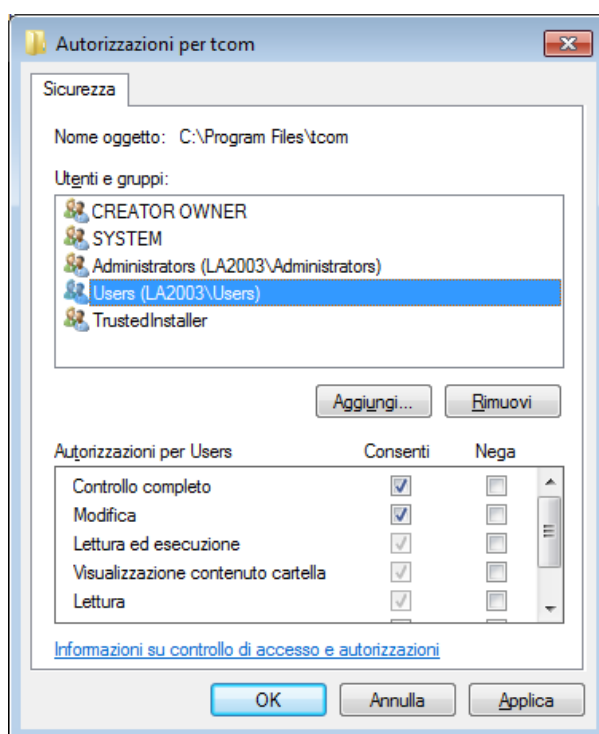 Autorizzazioni per tcom
Sicurezza
Nome oggetto: C:\Program Files\tcom
Utenti e gruppi:
CREATOR OWNER
SYSTEM
Administrators (LA2003\Administrators)
Users (LA2003\Users)
TrustedInstaller
Aggiungi... Rimuovi
Autorizzazioni per Users Consenti Nega
Controllo completo
Modifica
Lettura ed esecuzione
Visualizzazione contenuto cartella
Lettura
Informazioni su controllo di accesso e autorizzazioni
OK Annulla Applica